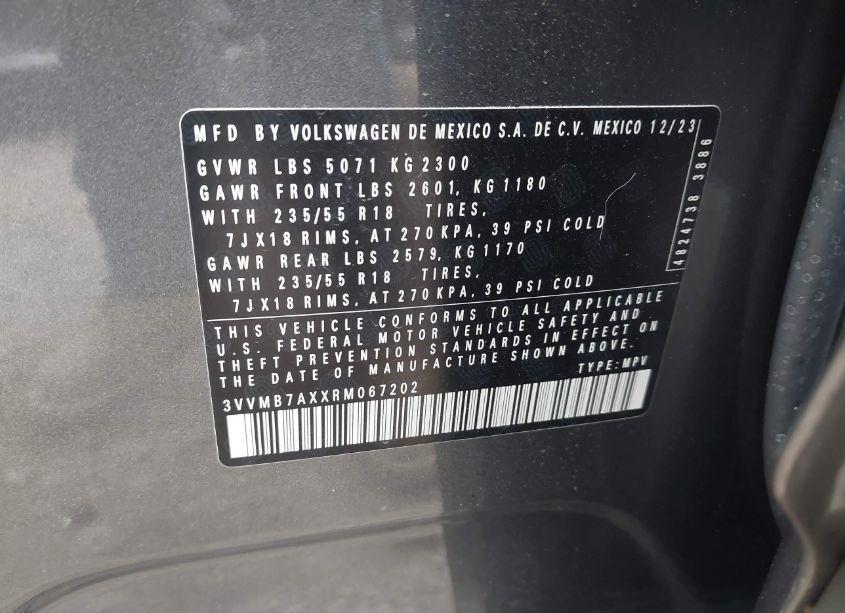 MFD BY VOLKSWAGEN DE MEXICO S.A. DE C.V. MEXICO 12/23
GVWR LBS 5071 KG 2300
GAWR FRONT LBS 2601, KG 1180
WITH 235/55 R18 TIRES,
7JX18 RIMS, AT 270 KPA, 39 PSI COLD
GAWR REAR LBS 2579, KG 1170
WITH 235/55 R18 TIRES,
7JX18 RIMS, AT 270 KPA, 39 PSI COLD
4824738 3886
THIS VEHICLE CONFORMS TO ALL APPLICABLE
U.S. FEDERAL MOTOR VEHICLE SAFETY AND
THEFT PREVENTION STANDARDS IN EFFECT ON
THE DATE OF MANUFACTURE SHOWN ABOVE.
TYPE: MPV
3VVMB7AXXRM067202